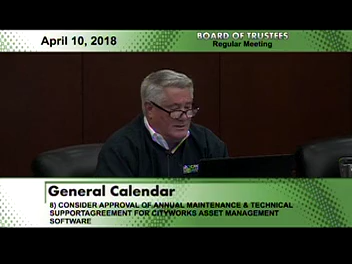 April 10, 2018
BOARD OF TRUSTEES
Regular Meeting
General Calendar
8) CONSIDER APPROVAL OF ANNUAL MAINTENANCE & TECHNICAL
SUPPORTAGREEMENT FOR CITYWORKS ASSET MANAGEMENT
SOFTWARE